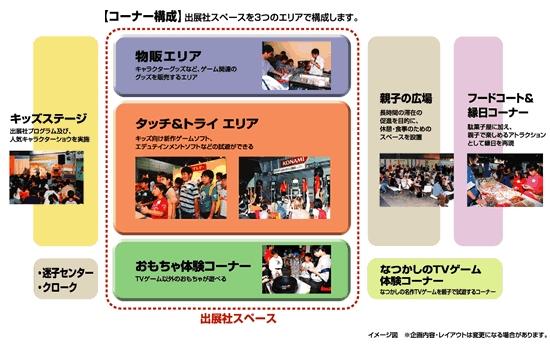 【コーナー構成】出展社スペースを3つのエリアで構成します。
キッズステージ
出展社プログラム及び、
人気キャラクターショウを実施
・迷子センター
・クローク
物販エリア
キャラクターグッズなど、ゲーム関連の
グッズを販売するエリア
タッチ&トライ エリア
キッズ向け新作ゲームソフト、
エデュテインメントソフトなどの試遊ができる
KONAMI
おもちゃ体験コーナー
TVゲーム以外のおもちゃが遊べる
出展社スペース
親子の広場
長時間の滞在の
促進を目的に、
休憩・食事のための
スペースを設置
フードコート&
縁日コーナー
駄菓子屋に加え、
親子で楽しめるアトラクション
として縁日を再現
なつかしのTVゲーム
体験コーナー
なつかしの名作TVゲームを親子で試遊するコーナー
イメージ図 ※企画内容・レイアウトは変更になる場合があります。